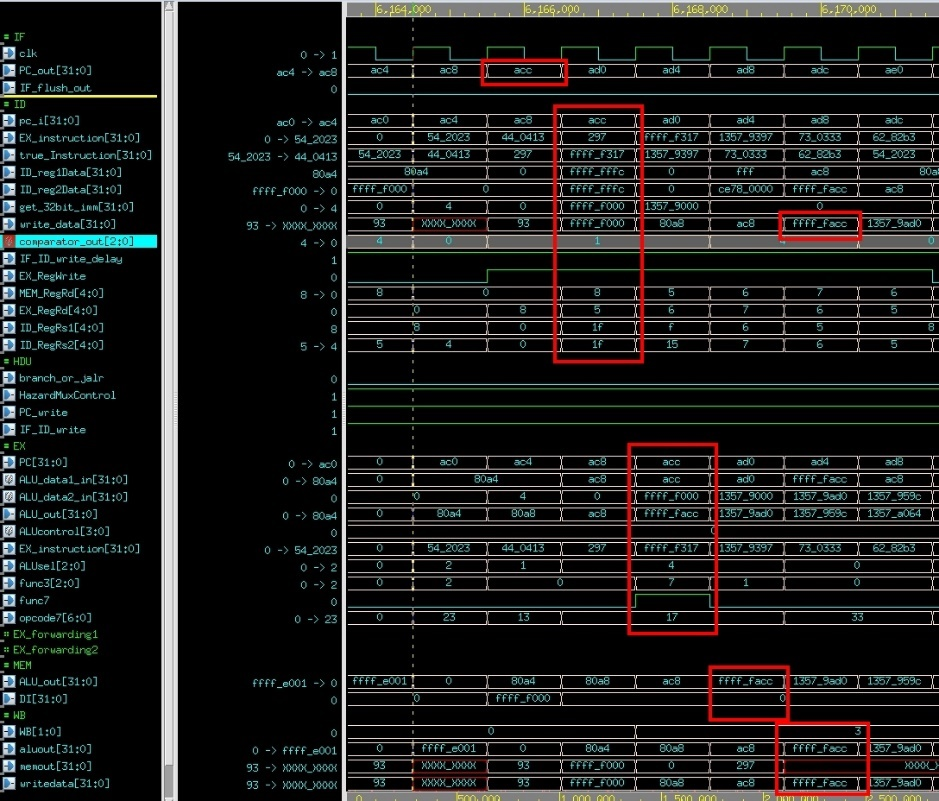 6,164,000 6,166,000 6,168,000 6,170,000
IF
clk 0 -> 1
PC_out[31:0] ac4 -> ac8 ac4 ac8 acc ad0 ad4 ad8 adc ae0
IF_flush_out 0
ID
pc_i[31:0] ac0 -> ac4 ac0 ac4 ac8 acc ad0 ad4 ad8 adc
EX_instruction[31:0] 0 -> 54_2023 0 54_2023 44_0413 297 ffff_f317 1357_9397 73_0333 62_82b3
true_Instruction[31:0] 54_2023 -> 44_0413 54_2023 44_0413 297 ffff_f317 1357_9397 73_0333 62_82b3 54_2023
ID_reg1Data[31:0] 80a4 80a4 0 ffff_fffc 0 fff ac8 80a
ID_reg2Data[31:0] ffff_f000 -> 0 ffff_f000 0 ffff_fffc 0 ce78_0000 ffff_facc ac8
get_32bit_imm[31:0] 0 -> 4 0 4 0 ffff_f000 1357_9000 0
write_data[31:0] 93 -> XXXX_XXXX 93 XXXX_XXXX 93 ffff_f000 80a8 ac8 ffff_facc 1357_9ad0
comparator_out[2:0] 4 -> 0 4 0 1 4 0
IF_ID_write_delay 1
EX_RegWrite 0
MEM_RegRd[4:0] 8 -> 0 8 0 8 5 6 7 6
EX_RegRd[4:0] 0 0 8 5 6 7 6 5
ID_RegRs1[4:0] 8 8 0 1f f 6 5 8
ID_RegRs2[4:0] 5 -> 4 5 4 0 1f 15 7 6 5
HDU
branch_or_jalr 0
HazardMuxControl 1
PC_write 1
IF_ID_write 1
EX
PC[31:0] 0 -> ac0 0 ac0 ac4 ac8 acc ad0 ad4 ad8
ALU_data1_in[31:0] 0 -> 80a4 0 80a4 ac8 acc ad0 ffff_facc ac8
ALU_data2_in[31:0] 0 0 4 0 ffff_f000 1357_9000 1357_9ad0 1357_959c
ALU_out[31:0] 0 -> 80a4 0 80a4 80a8 ac8 ffff_facc 1357_9ad0 1357_959c 1357_a064
ALUcontrol[3:0] 0
EX_instruction[31:0] 0 -> 54_2023 0 54_2023 44_0413 297 ffff_f317 1357_9397 73_0333 62_82b3
ALUsel[2:0] 0 -> 2 0 2 1 4 0
func3[2:0] 0 -> 2 0 2 0 7 1 0
func7 0
opcode7[6:0] 0 -> 23 0 23 13 17 33
EX_forwarding1
EX_forwarding2
MEM
ALU_out[31:0] ffff_e001 -> 0 ffff_e001 0 80a4 80a8 ac8 ffff_facc 1357_9ad0 1357_959c
DI[31:0] 0 0 ffff_f000 0
WB
WB[1:0] 0 0 3
aluout[31:0] 0 -> ffff_e001 0 ffff_e001 0 80a4 80a8 ac8 ffff_facc 1357_9ad0
memout[31:0] 93 -> XXXX_XXXX 93 XXXX_XXXX 93 ffff_f000 0 297 XXXX_X
writedata[31:0] 93 -> XXXX_XXXX 93 XXXX_XXXX 93 ffff_f000 80a8 ac8 ffff_facc 1357_9ad0
0 500,000 1,000,000 1,500,000